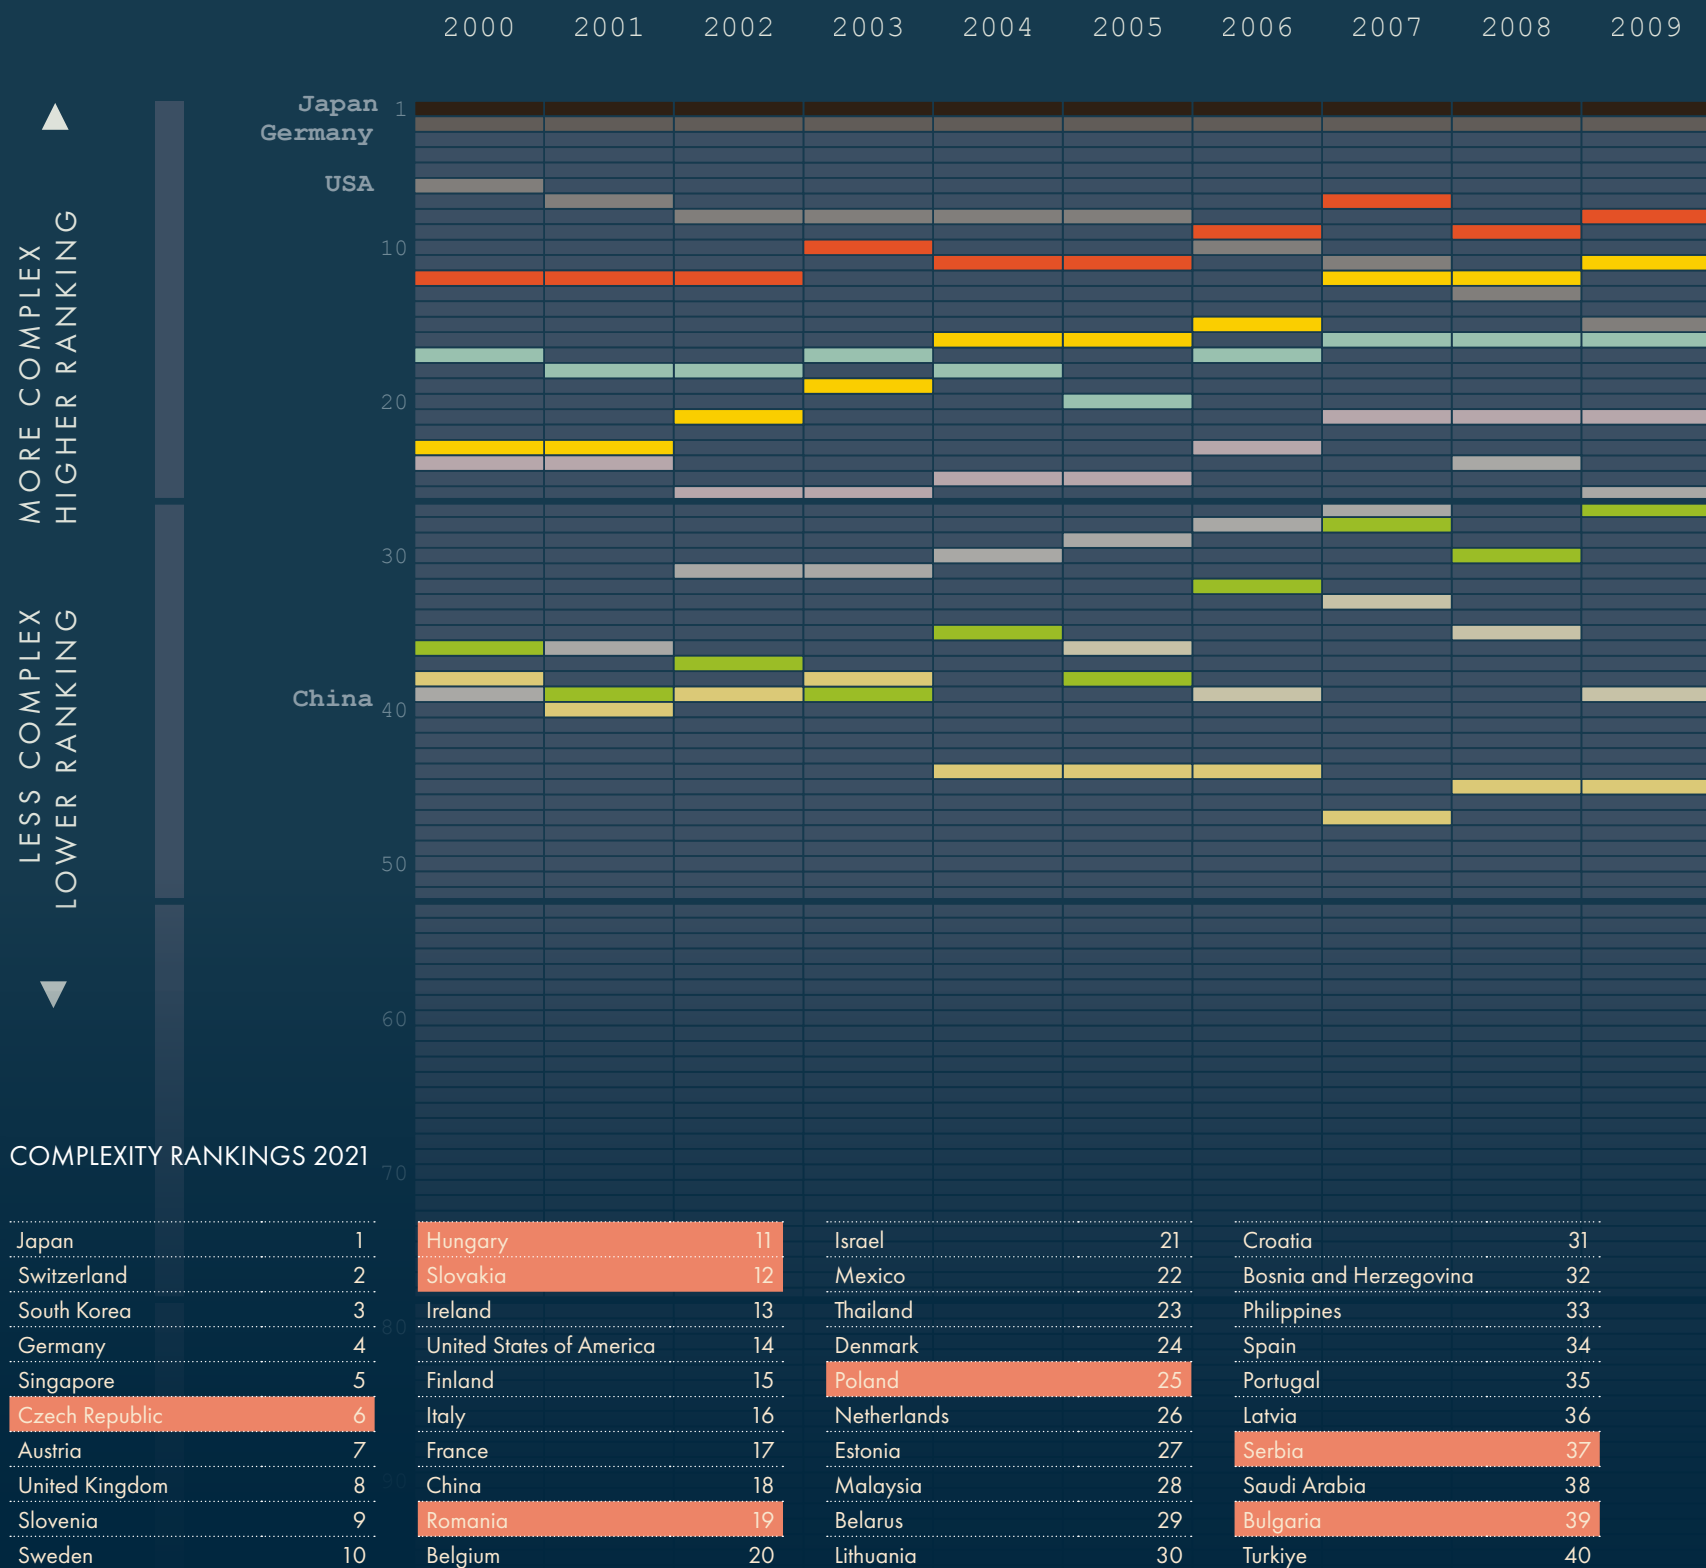 2000 2001 2002 2003 2004 2005 2006 2007 2008 2009
MORE COMPLEX
HIGHER RANKING
LESS COMPLEX
LOWER RANKING
Japan 1
Germany
USA
10
20
30
China
40
50
60
70
80
90
COMPLEXITY RANKINGS 2021
Japan 1
Switzerland 2
South Korea 3
Germany 4
Singapore 5
Czech Republic 6
Austria 7
United Kingdom 8
Slovenia 9
Sweden 10
Hungary 11
Slovakia 12
Ireland 13
United States of America 14
Finland 15
Italy 16
France 17
China 18
Romania 19
Belgium 20
Israel 21
Mexico 22
Thailand 23
Denmark 24
Poland 25
Netherlands 26
Estonia 27
Malaysia 28
Belarus 29
Lithuania 30
Croatia 31
Bosnia and Herzegovina 32
Philippines 33
Spain 34
Portugal 35
Latvia 36
Serbia 37
Saudi Arabia 38
Bulgaria 39
Turkiye 40